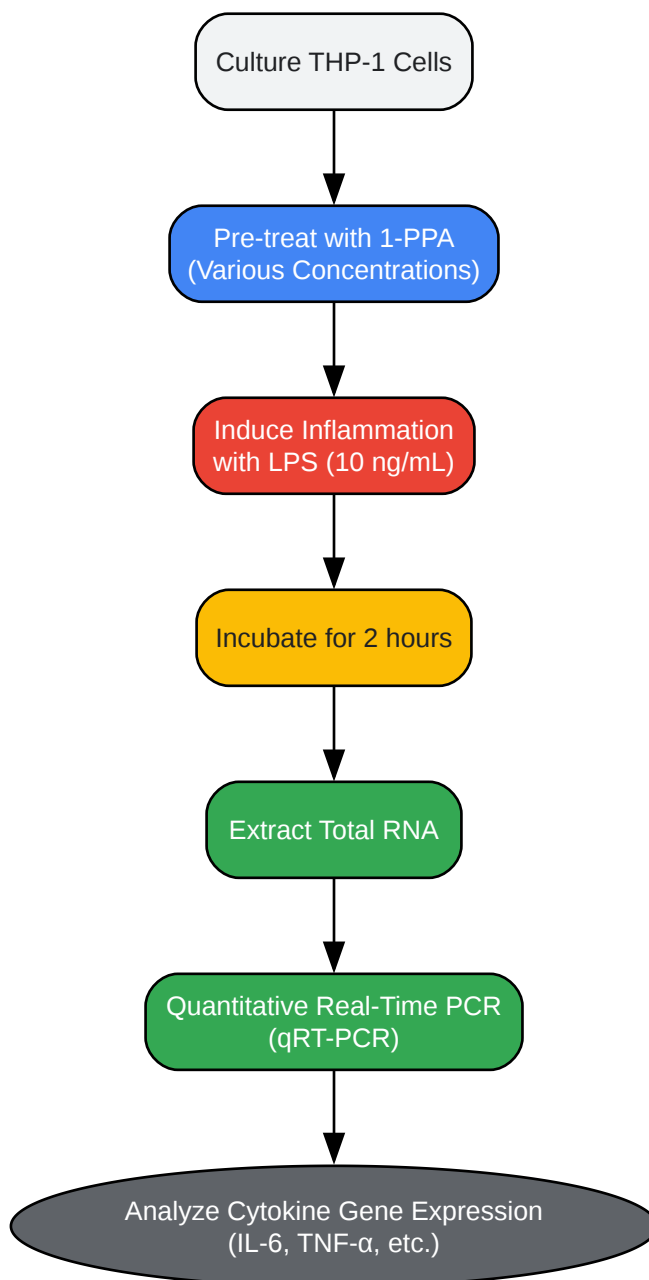 Culture THP-1 Cells
Pre-treat with 1-PPA
(Various Concentrations)
Induce Inflammation
with LPS (10 ng/mL)
Incubate for 2 hours
Extract Total RNA
Quantitative Real-Time PCR
(qRT-PCR)
Analyze Cytokine Gene Expression
(IL-6, TNF-α, etc.)